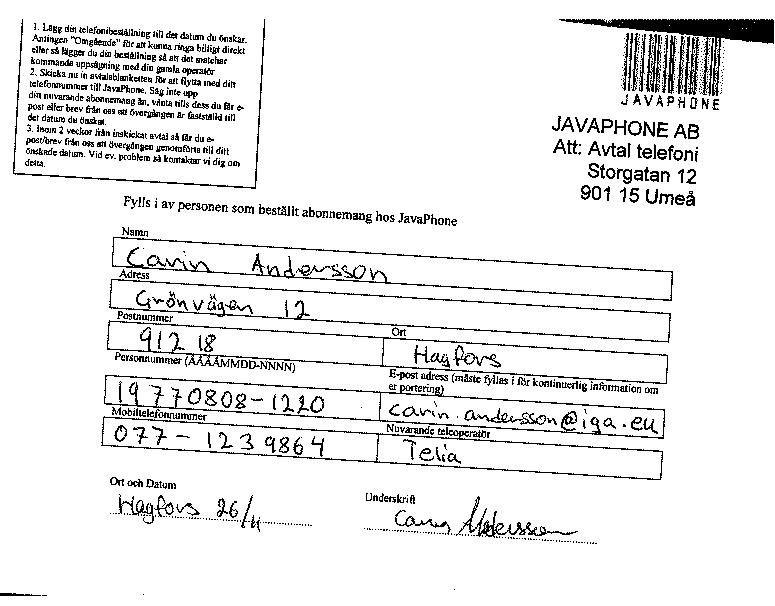 1. Lägg din telefonibeställning till det datum du önskar.
Antingen "Omgående" för att kunna ringa billigt direkt
eller så lägger du din beställning så att det matchar
kommande uppsägning med din gamla operatör
2. Skicka nu in avtalsblanketten för att flytta med ditt
telefonnummer till JavaPhone. Säg inte upp
din nuvarande abonnemang än, vänta tills dess du får e-
post eller brev från oss att övergången är fastställd till
det datum du önskat.
3. Inom 2 veckor från inskickat avtal så får du e-
post/brev från oss att övergången genomförts till ditt
önskade datum. Vid ev. problem så kontaktar vi dig om
detta.
JAVAPHONE
JAVAPHONE AB
Att: Avtal telefoni
Storgatan 12
901 15 Umeå
Fylls i av personen som beställt abonnemang hos JavaPhone
Namn
Carin Andersson
Adress
Grönvägen 12
Postnummer
912 18
Ort
Hagfors
Personnummer (ÅÅÅÅMMDD-NNNN)
19770808-1220
E-post adress (måste fyllas i för kontinuerlig information om
er portering)
carin.andersson@iga.eu
Mobiltelefonnummer
077-1239864
Nuvarande teleoperatör
Telia
Ort och Datum
Hagfors 26/11
Underskrift
Carin Andersson